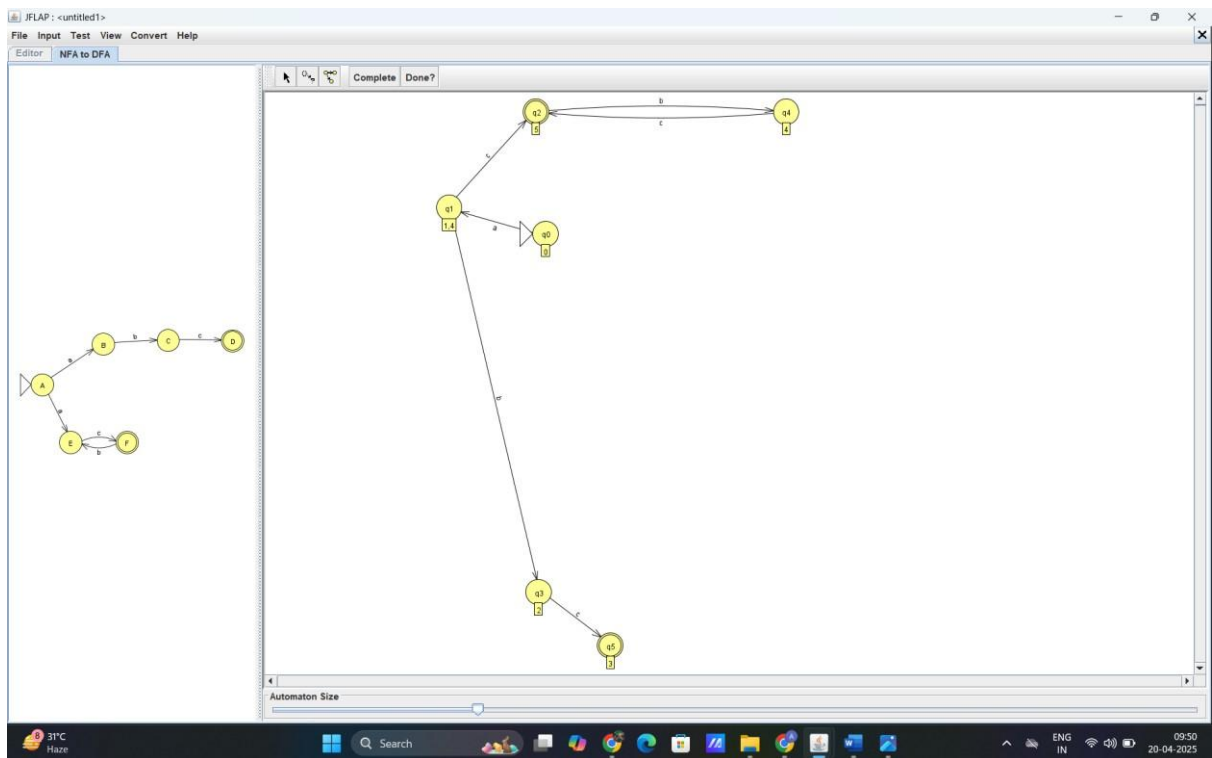 JFLAP : <untitled1>
File Input Test View Convert Help
Editor NFA to DFA
Complete Done?
q2
5
b
c
q4
4
c
q1
1,4
a
q0
0
b
A
a
B
b
C
c
D
a
E
c
b
F
q3
2
c
q5
3
Automaton Size
8
31°C
Haze
Search
ENG
IN
09:50
20-04-2025